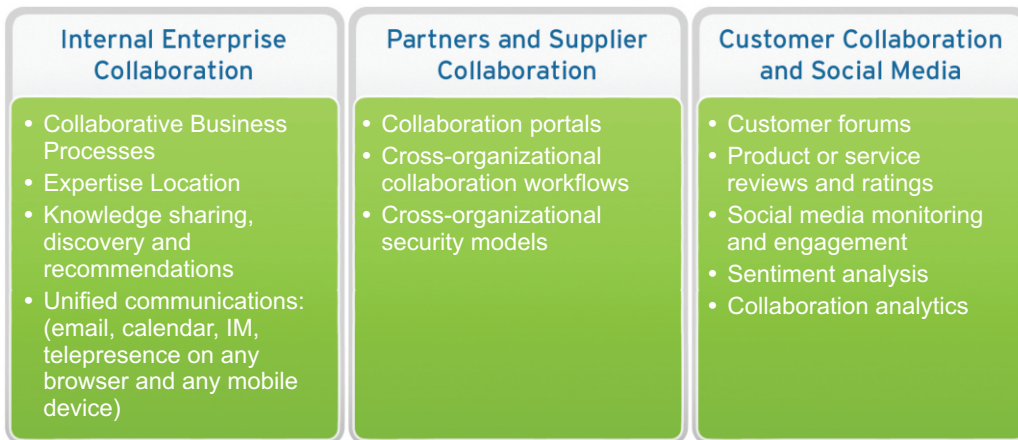 Internal Enterprise
Collaboration
• Collaborative Business
Processes
• Expertise Location
• Knowledge sharing,
discovery and
recommendations
• Unified communications:
(email, calendar, IM,
telepresence on any
browser and any mobile
device)
Partners and Supplier
Collaboration
• Collaboration portals
• Cross-organizational
collaboration workflows
• Cross-organizational
security models
Customer Collaboration
and Social Media
• Customer forums
• Product or service
reviews and ratings
• Social media monitoring
and engagement
• Sentiment analysis
• Collaboration analytics